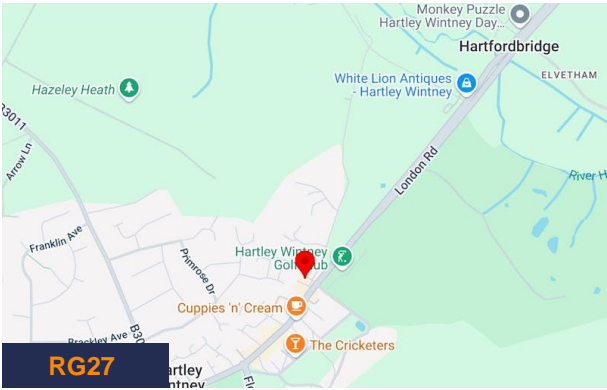 Monkey Puzzle
Hartley Wintney Day...
Hartfordbridge
ELVETHAM
White Lion Antiques
- Hartley Wintney
Hazeley Heath
B3011
Arrow Ln
London Rd
River H
Franklin Ave
Primrose Dr
Hartley Wintney
Golf Club
Cuppies 'n' Cream
The Cricketers
Brackley Ave
B30
RG27
artley
ntney
Fl